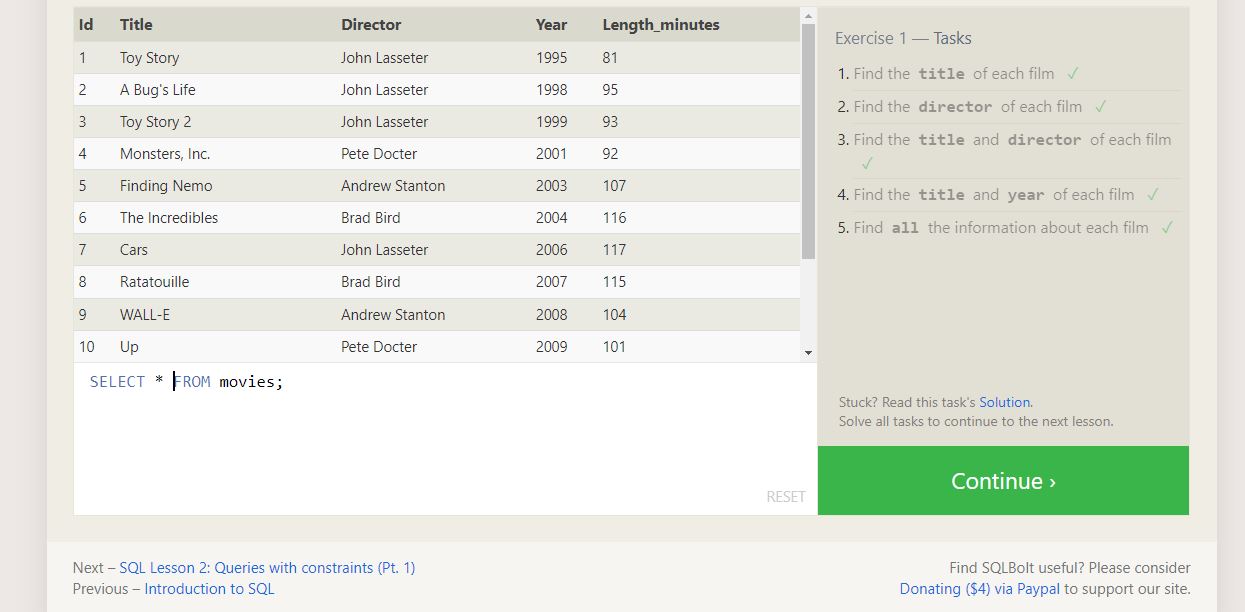 Id Title Director Year Length_minutes
1 Toy Story John Lasseter 1995 81
2 A Bug's Life John Lasseter 1998 95
3 Toy Story 2 John Lasseter 1999 93
4 Monsters, Inc. Pete Docter 2001 92
5 Finding Nemo Andrew Stanton 2003 107
6 The Incredibles Brad Bird 2004 116
7 Cars John Lasseter 2006 117
8 Ratatouille Brad Bird 2007 115
9 WALL-E Andrew Stanton 2008 104
10 Up Pete Docter 2009 101
SELECT * FROM movies;
RESET
Exercise 1 — Tasks
1. Find the title of each film ✓
2. Find the director of each film ✓
3. Find the title and director of each film
✓
4. Find the title and year of each film ✓
5. Find all the information about each film ✓
Stuck? Read this task's Solution.
Solve all tasks to continue to the next lesson.
Continue ›
Next – SQL Lesson 2: Queries with constraints (Pt. 1)
Previous – Introduction to SQL
Find SQLBolt useful? Please consider
Donating ($4) via Paypal to support our site.